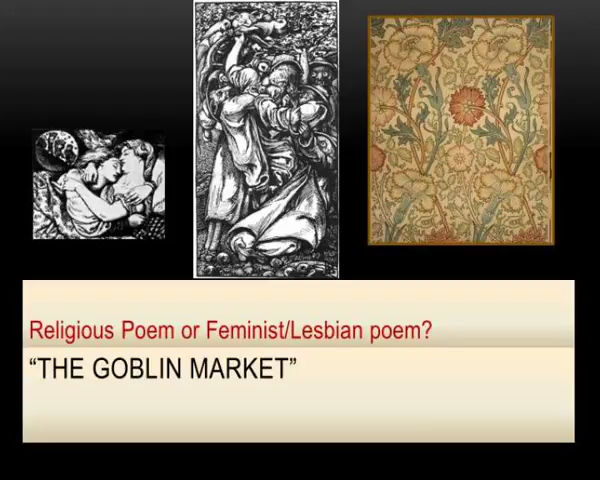 Religious Poem or Feminist/Lesbian poem?
“THE GOBLIN MARKET”